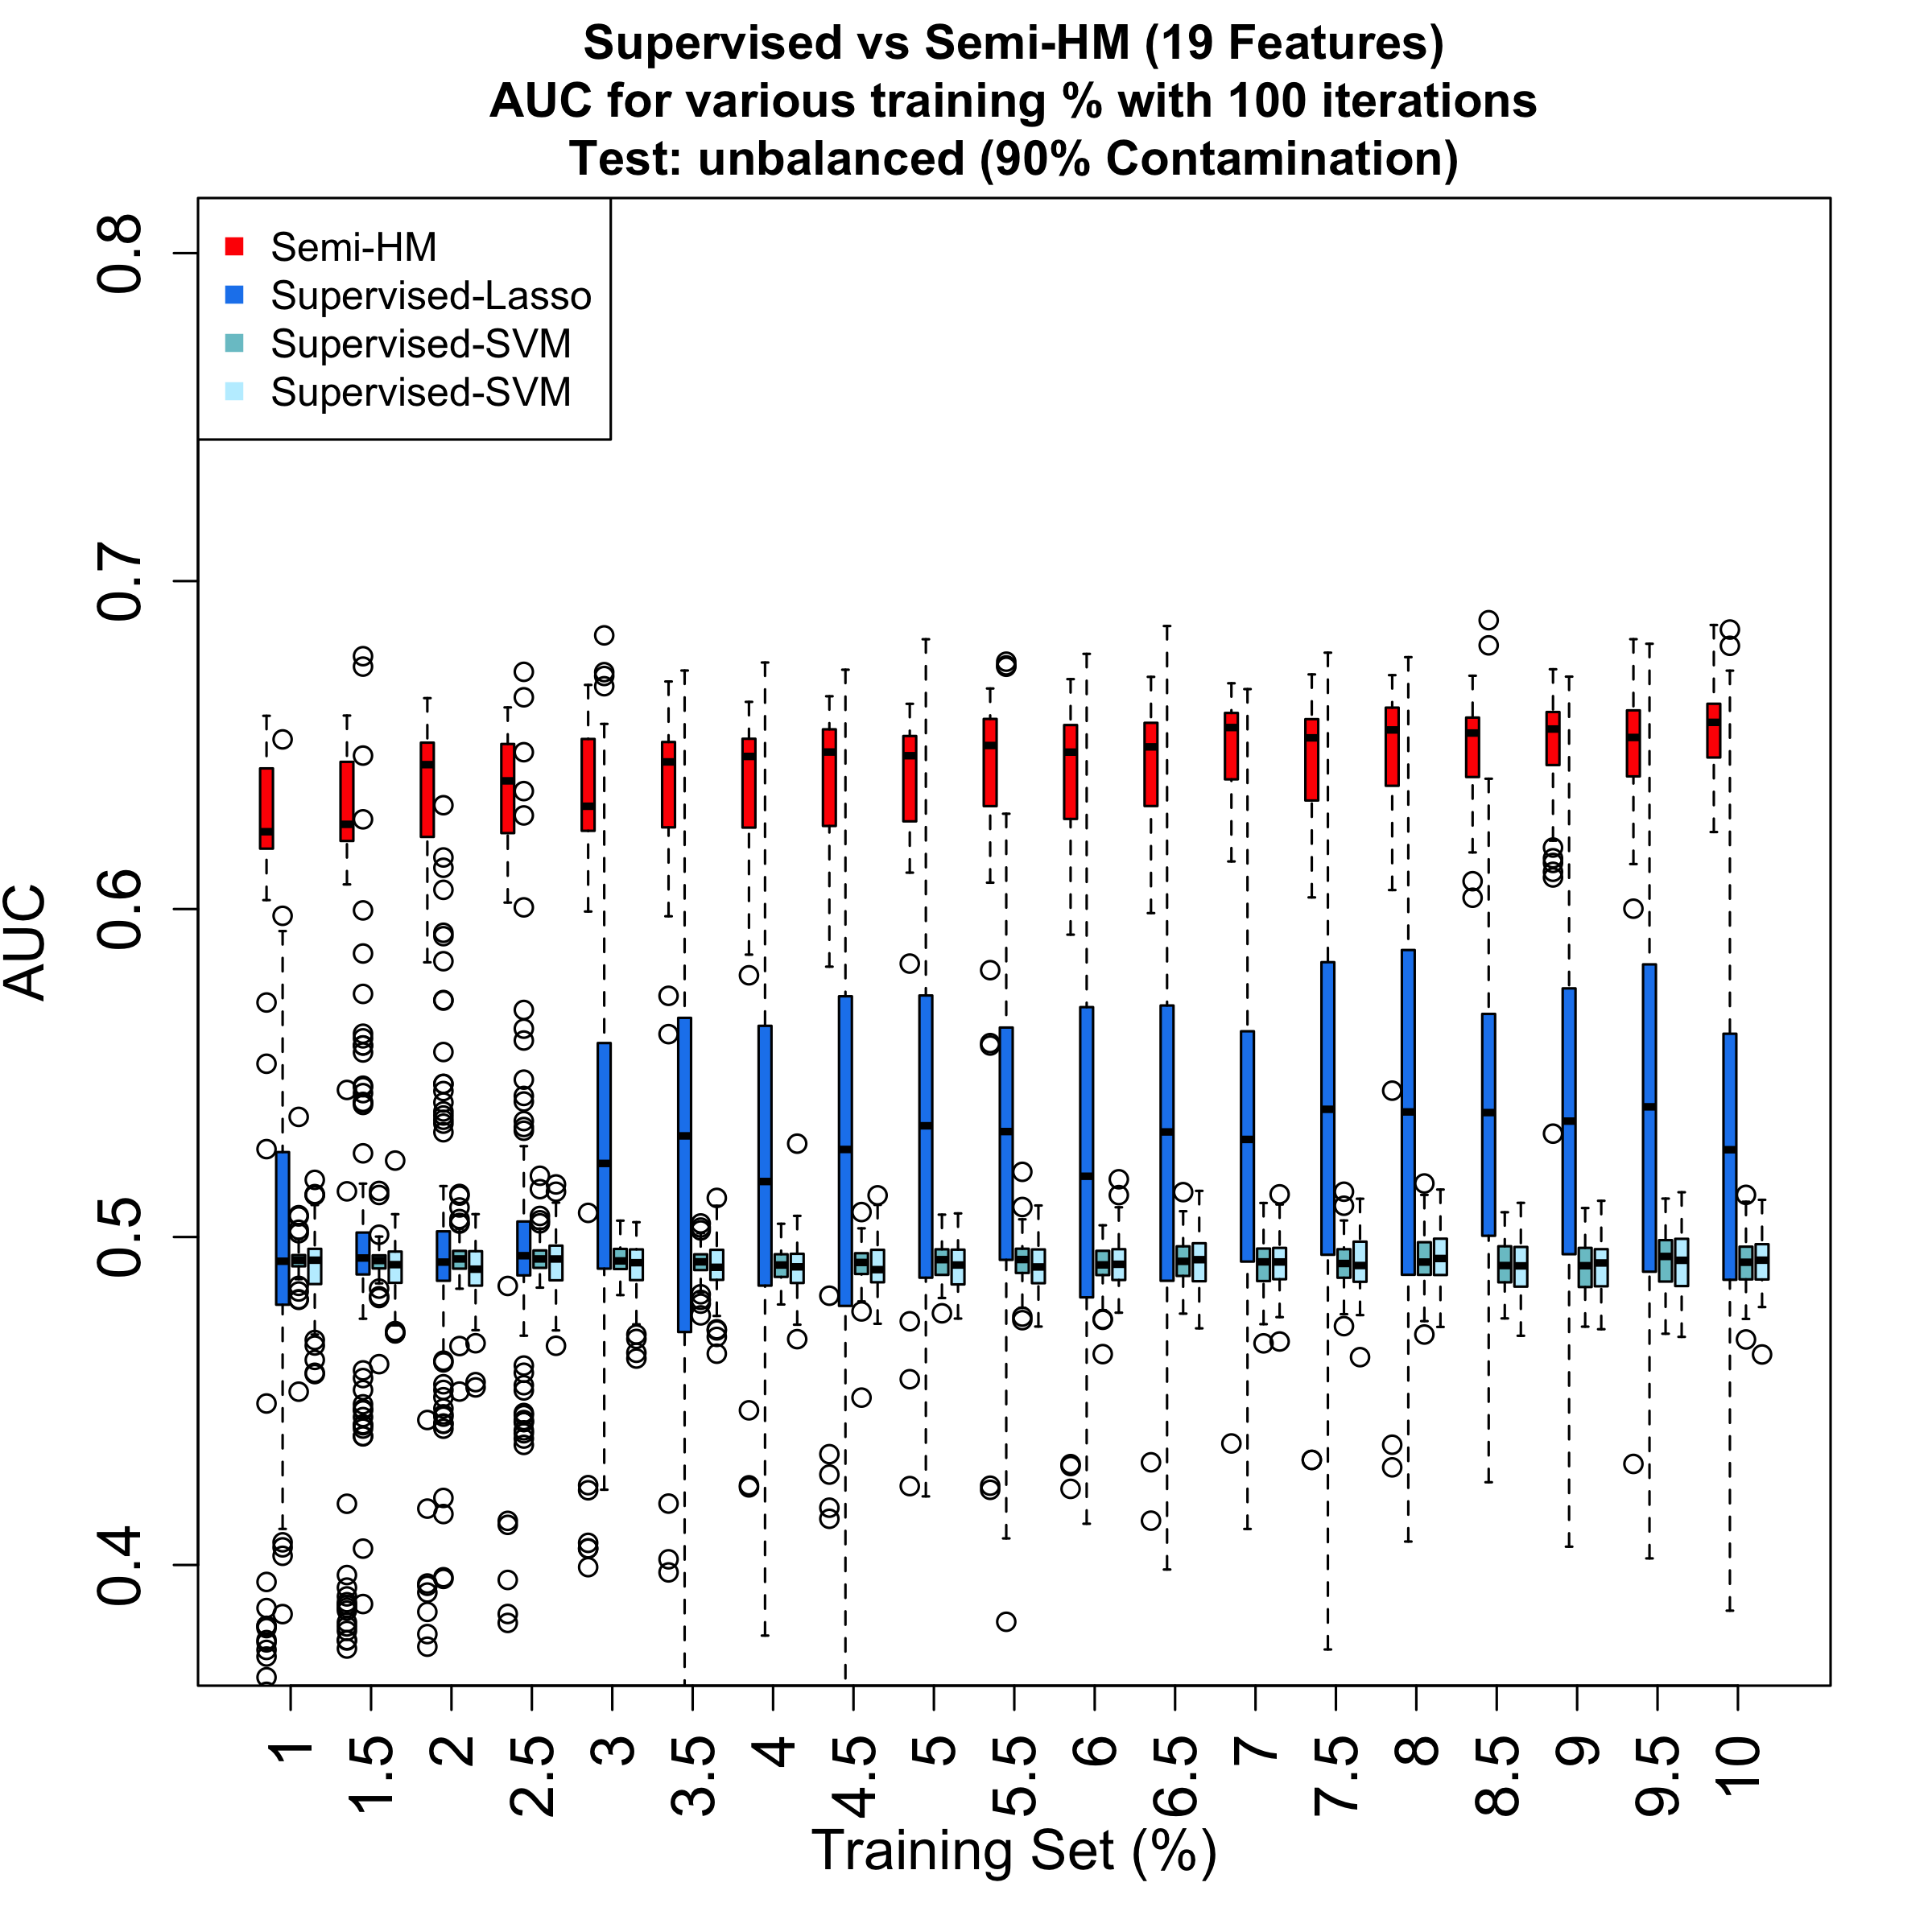 Supervised vs Semi-HM (19 Features)
AUC for various training % with 100 iterations
Test: unbalanced (90% Contamination)
Semi-HM
Supervised-Lasso
Supervised-SVM
Supervised-SVM
AUC
0.8
0.7
0.6
0.5
0.4
1
1.5
2
2.5
3
3.5
4
4.5
5
5.5
6
6.5
7
7.5
8
8.5
9
9.5
10
Training Set (%)